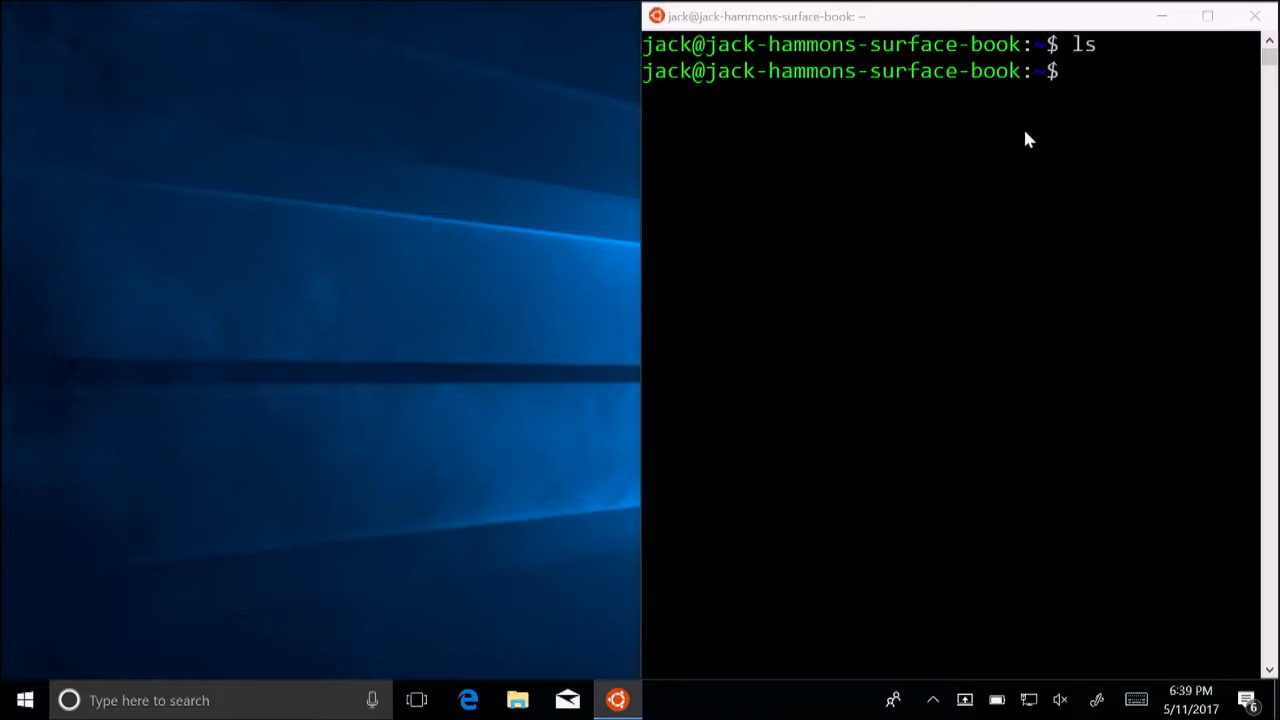 jack@jack-hammons-surface-book: ~
jack@jack-hammons-surface-book:~$ ls
jack@jack-hammons-surface-book:~$
Type here to search
6:39 PM
5/11/2017
6